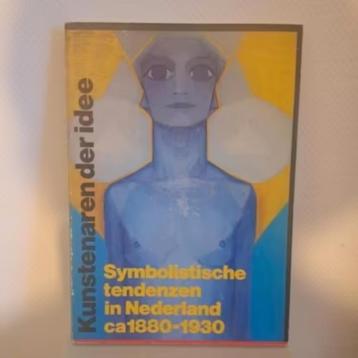 Kunstenaren der idee
Symbolistische
tendenzen
in Nederland
ca 1880-1930